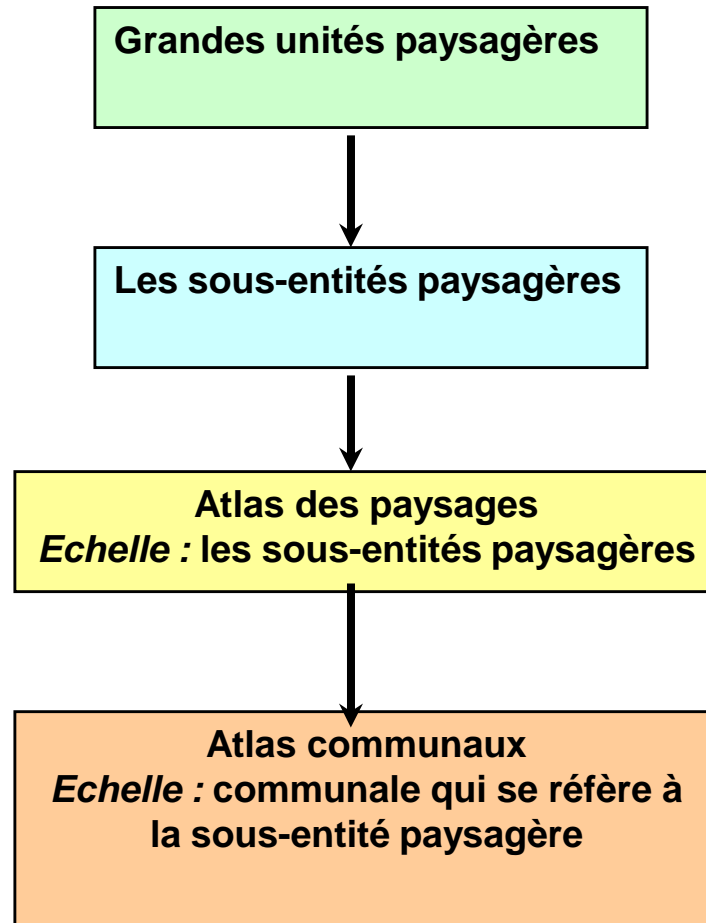 Grandes unités paysagères
Les sous-entités paysagères
Atlas des paysages
Echelle : les sous-entités paysagères
Atlas communaux
Echelle : communale qui se réfère à
la sous-entité paysagère